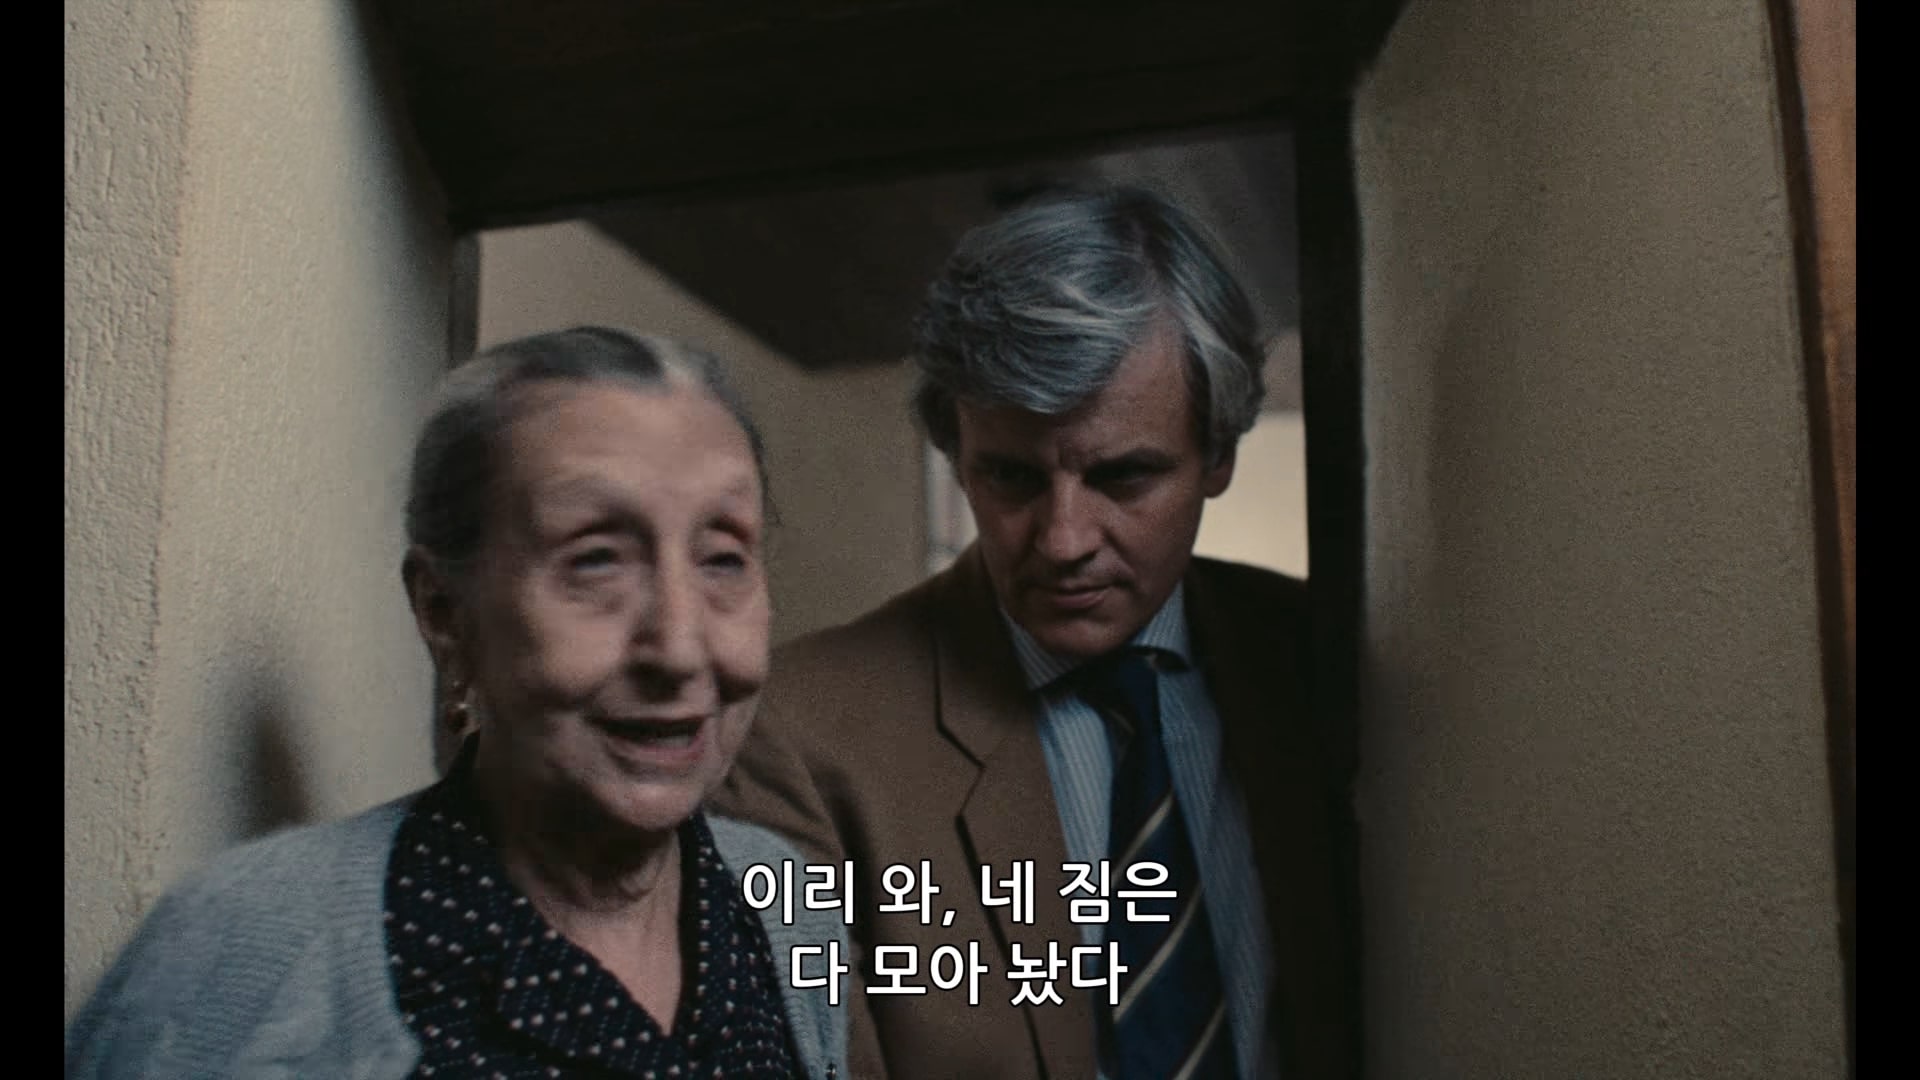 이리 와, 네 짐은
다 모아 놨다